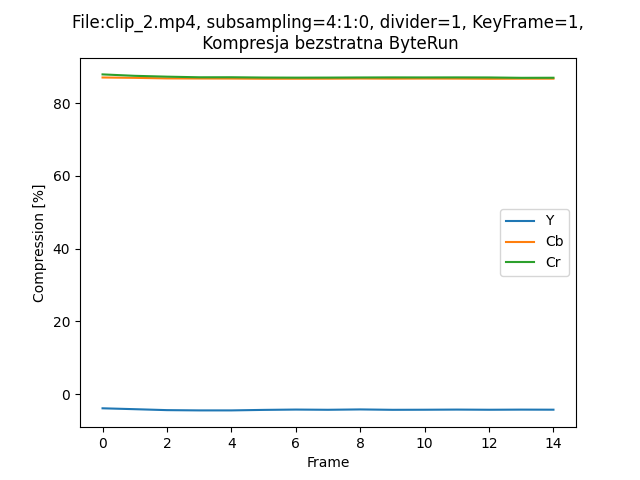 File:clip_2.mp4, subsampling=4:1:0, divider=1, KeyFrame=1,
Kompresja bezstratna ByteRun
80
60
40
20
0
Compression [%]
Y
Cb
Cr
0 2 4 6 8 10 12 14
Frame